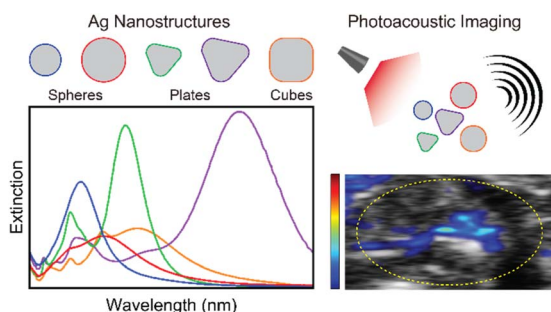 Ag Nanostructures
Spheres
Plates
Cubes
Extinction
Wavelength (nm)
Photoacoustic Imaging